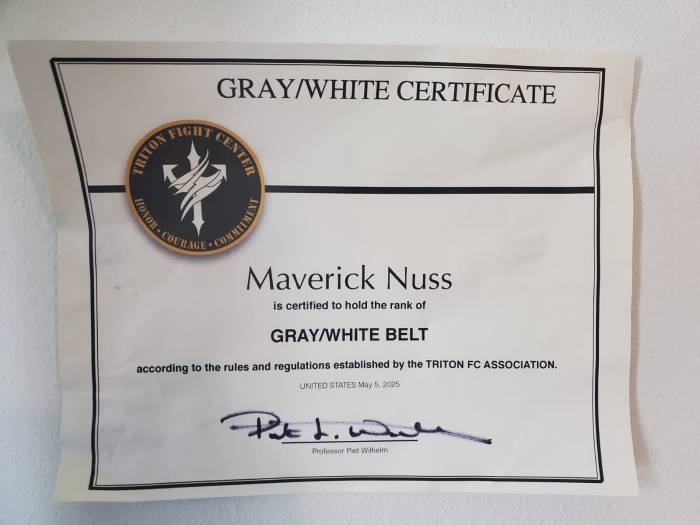 GRAY/WHITE CERTIFICATE
TRITON FIGHT CENTER
HONOR • COURAGE • COMMITMENT
Maverick Nuss
is certified to hold the rank of
GRAY/WHITE BELT
according to the rules and regulations established by the TRITON FC ASSOCIATION.
UNITED STATES May 5, 2025
Piet L. Wilhelm
Professor Piet Wilhelm